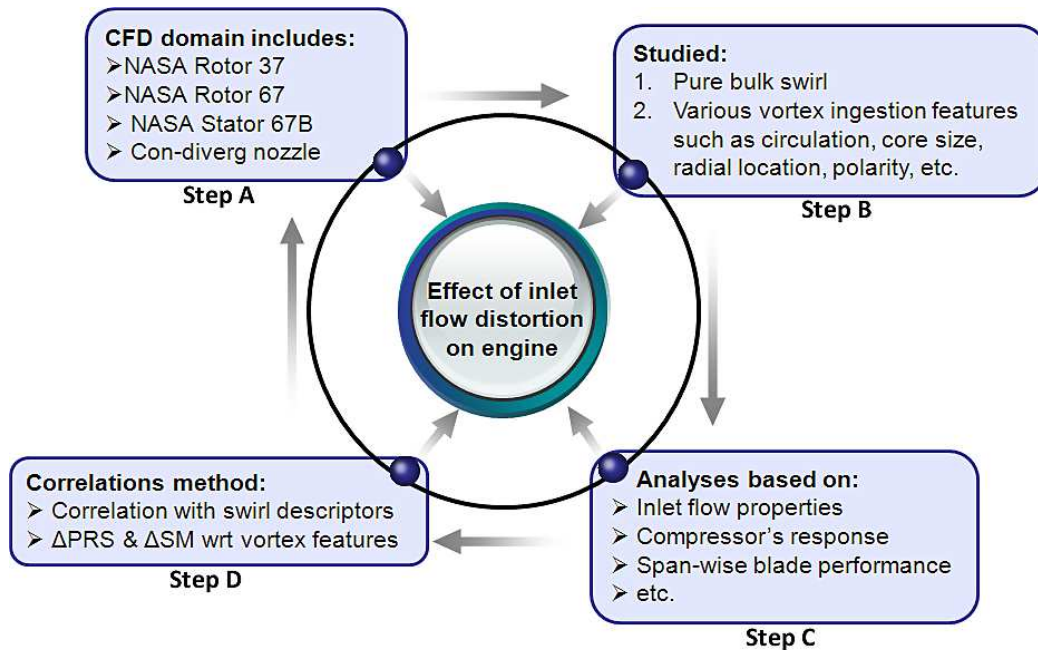 CFD domain includes:
➢NASA Rotor 37
➢NASA Rotor 67
➢ NASA Stator 67B
➢ Con-diverg nozzle
Step A
Studied:
1. Pure bulk swirl
2. Various vortex ingestion features
such as circulation, core size,
radial location, polarity, etc.
Step B
Effect of inlet
flow distortion
on engine
Correlations method:
➢ Correlation with swirl descriptors
➢ ΔPRS & ΔSM wrt vortex features
Step D
Analyses based on:
➢ Inlet flow properties
➢ Compressor’s response
➢ Span-wise blade performance
➢ etc.
Step C